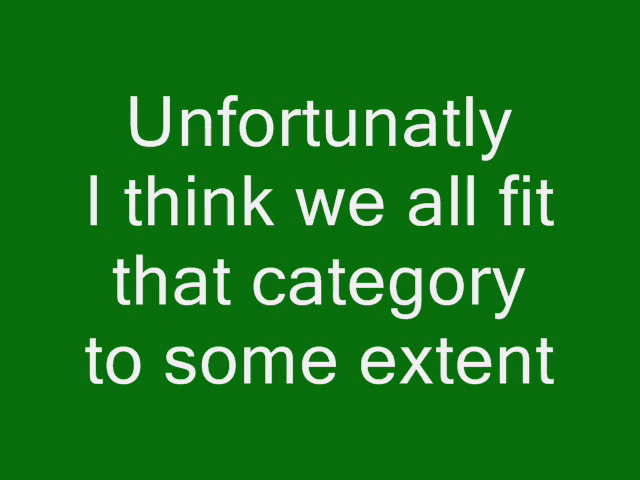 Unfortunatly
I think we all fit
that category
to some extent